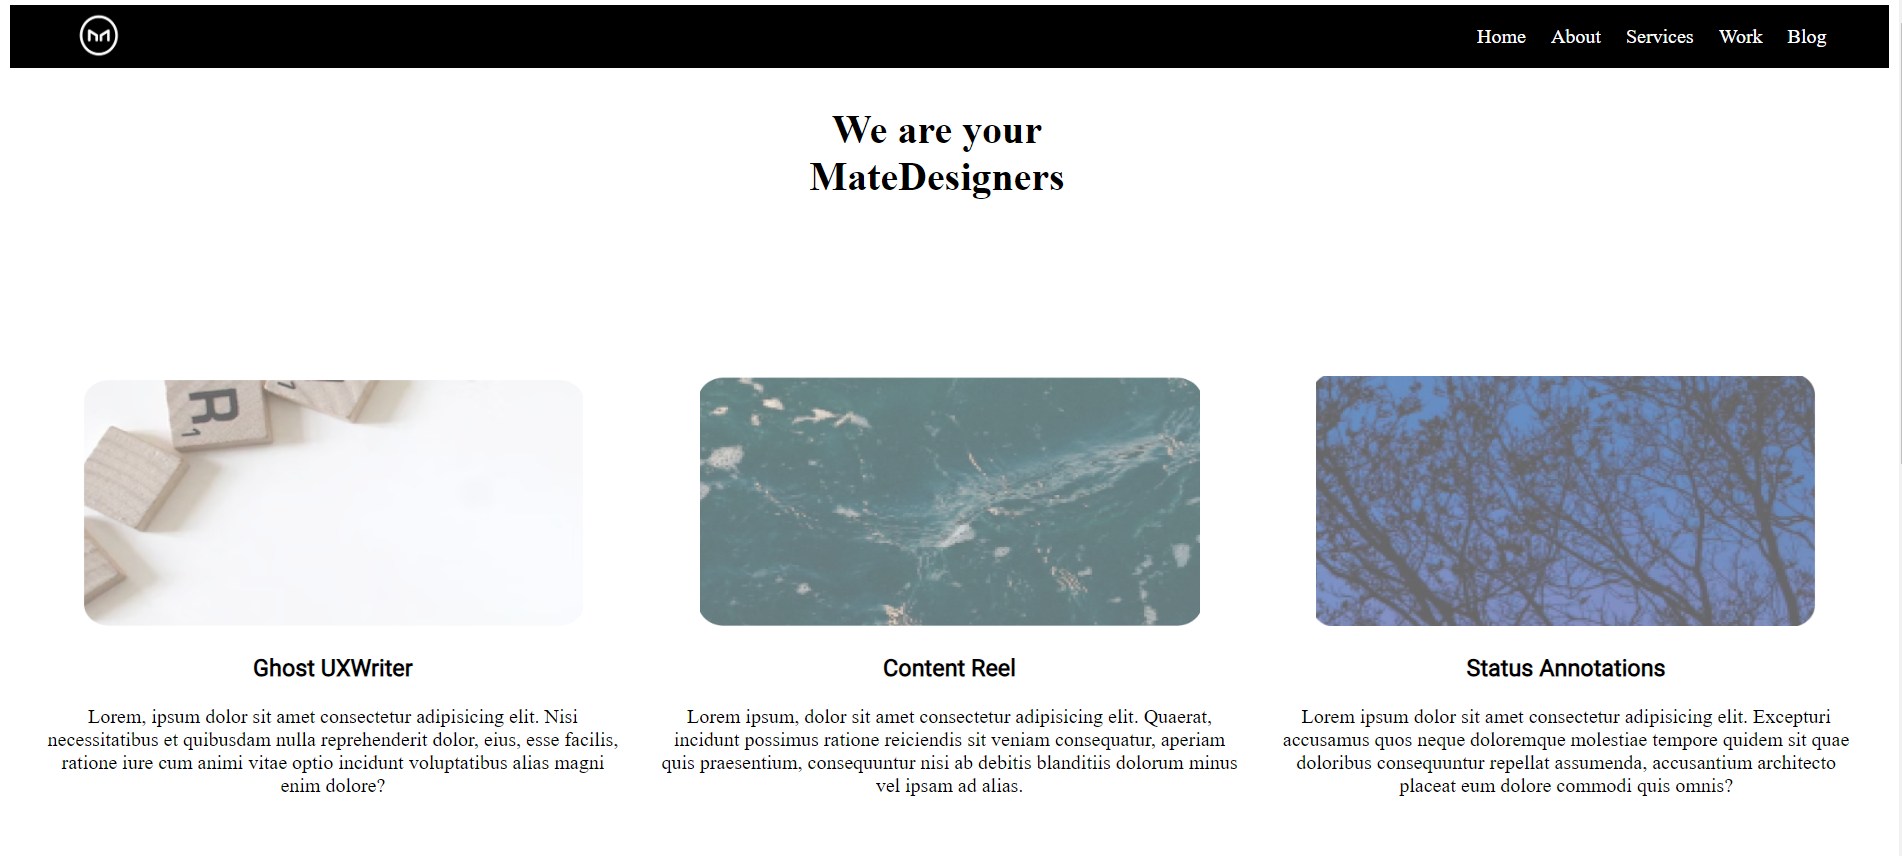 Home About Services Work Blog
We are your
MateDesigners
R
1
7
Ghost UXWriter
Lorem, ipsum dolor sit amet consectetur adipisicing elit. Nisi
necessitatibus et quibusdam nulla reprehenderit dolor, eius, esse facilis,
ratione iure cum animi vitae optio incidunt voluptatibus alias magni
enim dolore?
Content Reel
Lorem ipsum, dolor sit amet consectetur adipisicing elit. Quaerat,
incidunt possimus ratione reiciendis sit veniam consequatur, aperiam
quis praesentium, consequuntur nisi ab debitis blanditiis dolorum minus
vel ipsam ad alias.
Status Annotations
Lorem ipsum dolor sit amet consectetur adipisicing elit. Excepturi
accusamus quos neque doloremque molestiae tempore quidem sit quae
doloribus consequuntur repellat assumenda, accusantium architecto
placeat eum dolore commodi quis omnis?